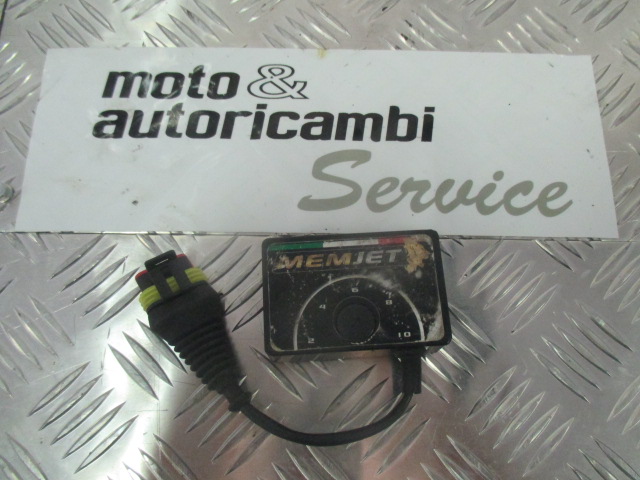 moto &
autoricambi
Service
MEMJET
2 4 6 8 10